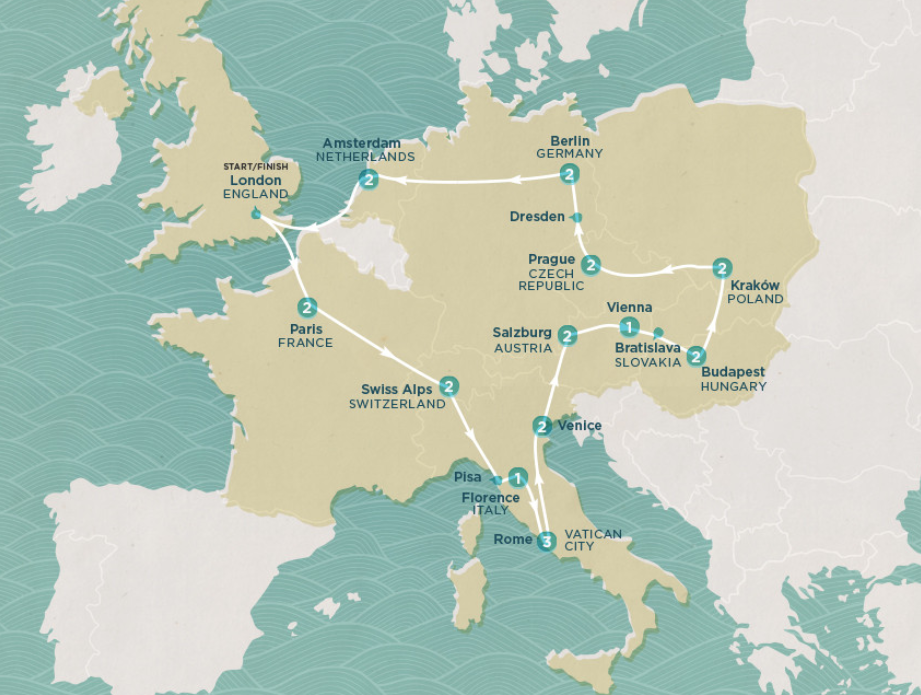 Amsterdam
NETHERLANDS
2
Berlin
GERMANY
2
START/FINISH
London
ENGLAND
Dresden
Prague
CZECH
REPUBLIC
2
2
Kraków
POLAND
2
Paris
FRANCE
Vienna
1
Salzburg
AUSTRIA
2
Bratislava
SLOVAKIA
2
Budapest
HUNGARY
Swiss Alps
SWITZERLAND
2
2
Venice
Pisa
1
Florence
ITALY
Rome
3
VATICAN
CITY